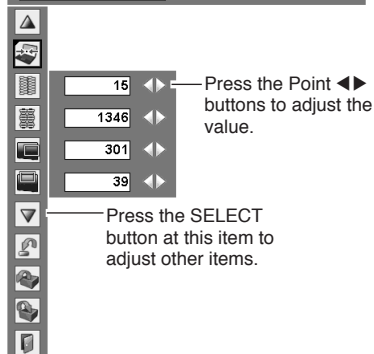 15
Press the Point ◀▶
buttons to adjust the
value.
1346
301
39
Press the SELECT
button at this item to
adjust other items.